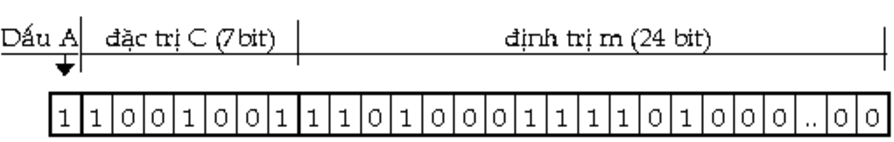 Dấu A đặc trị C (7bit) định trị m (24 bit)
1 1 0 0 1 0 0 1 1 1 0 1 0 0 0 1 1 1 1 0 1 0 0 0 .. 0 0